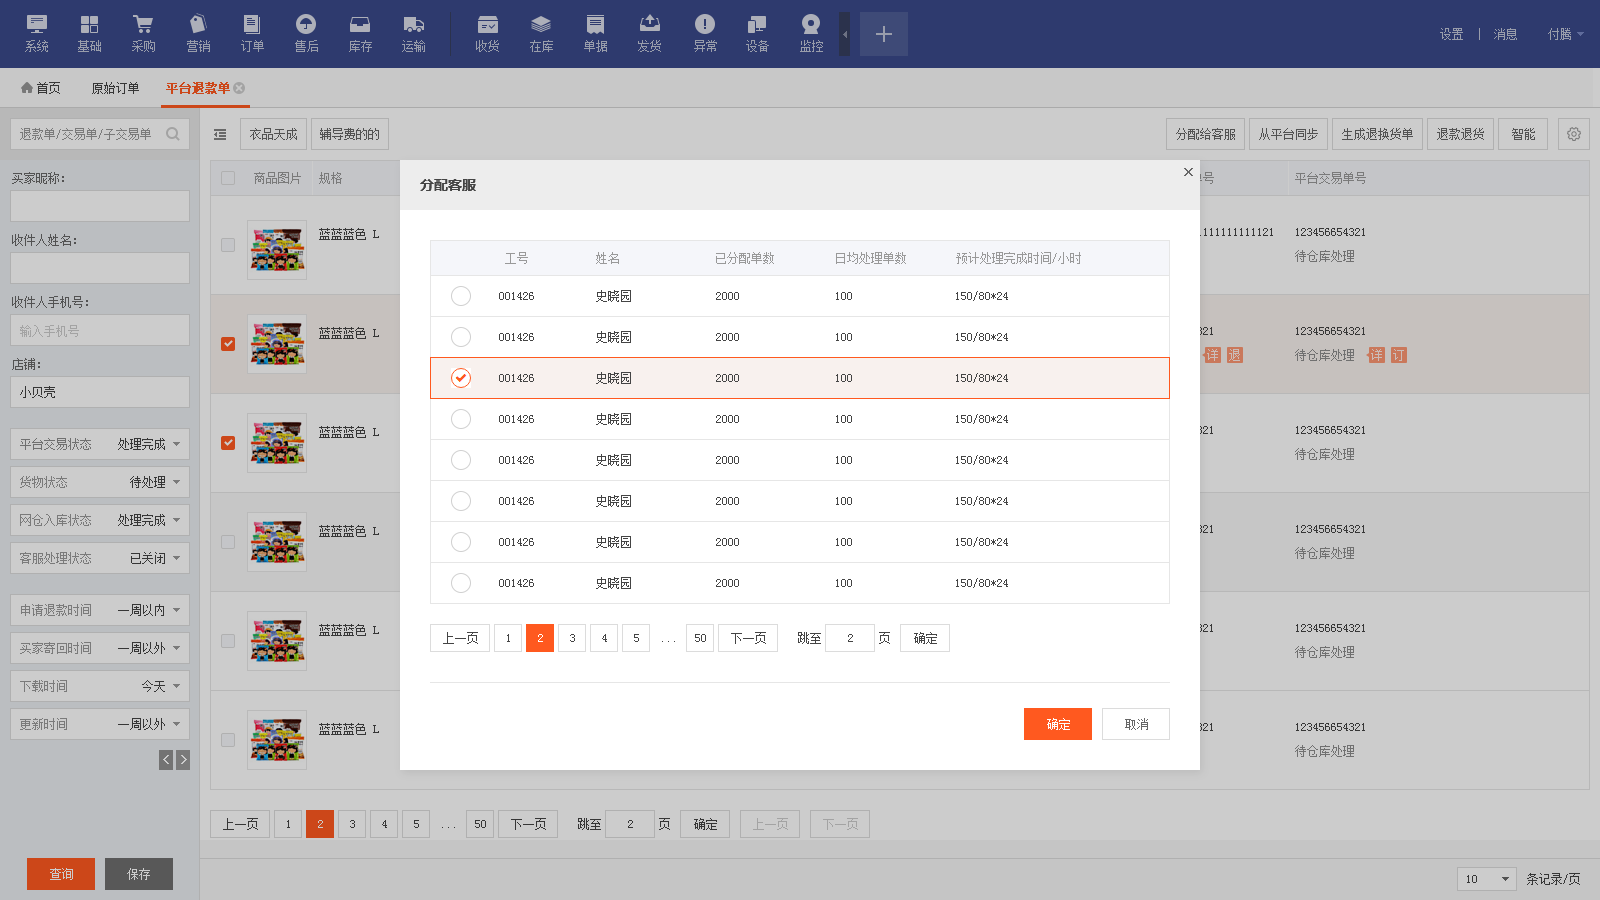 系统 基础 采购 营销 订单 售后 库存 运输 收货 在库 单据 发货 异常 设备 监控 设置 | 消息 付腾
首页 原始订单 平台退款单
退款单/交易单/子交易单
衣品天成 辅导费的的 分配给客服 从平台同步 生成退换货单 退款退货 智能
买家昵称:
收件人姓名:
收件人手机号:
输入手机号
店铺:
小贝壳
平台交易状态 处理完成
货物状态 待处理
网仓入库状态 处理完成
客服处理状态 已关闭
申请退款时间 一周以内
买家寄回时间 一周以外
下载时间 今天
更新时间 一周以外
查询 保存
商品图片 规格 单号 平台交易单号
蓝蓝蓝色 L 1111111111121 123456654321
待仓库处理
蓝蓝蓝色 L 321 123456654321
详 退 待仓库处理 详 订
蓝蓝蓝色 L 321 123456654321
待仓库处理
蓝蓝蓝色 L 321 123456654321
待仓库处理
蓝蓝蓝色 L 321 123456654321
待仓库处理
蓝蓝蓝色 L 321 123456654321
待仓库处理
分配客服
工号 姓名 已分配单数 日均处理单数 预计处理完成时间/小时
001426 史晓园 2000 100 150/80*24
001426 史晓园 2000 100 150/80*24
001426 史晓园 2000 100 150/80*24
001426 史晓园 2000 100 150/80*24
001426 史晓园 2000 100 150/80*24
001426 史晓园 2000 100 150/80*24
001426 史晓园 2000 100 150/80*24
001426 史晓园 2000 100 150/80*24
上一页 1 2 3 4 5 ... 50 下一页 跳至 2 页 确定
确定 取消
上一页 1 2 3 4 5 ... 50 下一页 跳至 2 页 确定 上一页 下一页
10 条记录/页